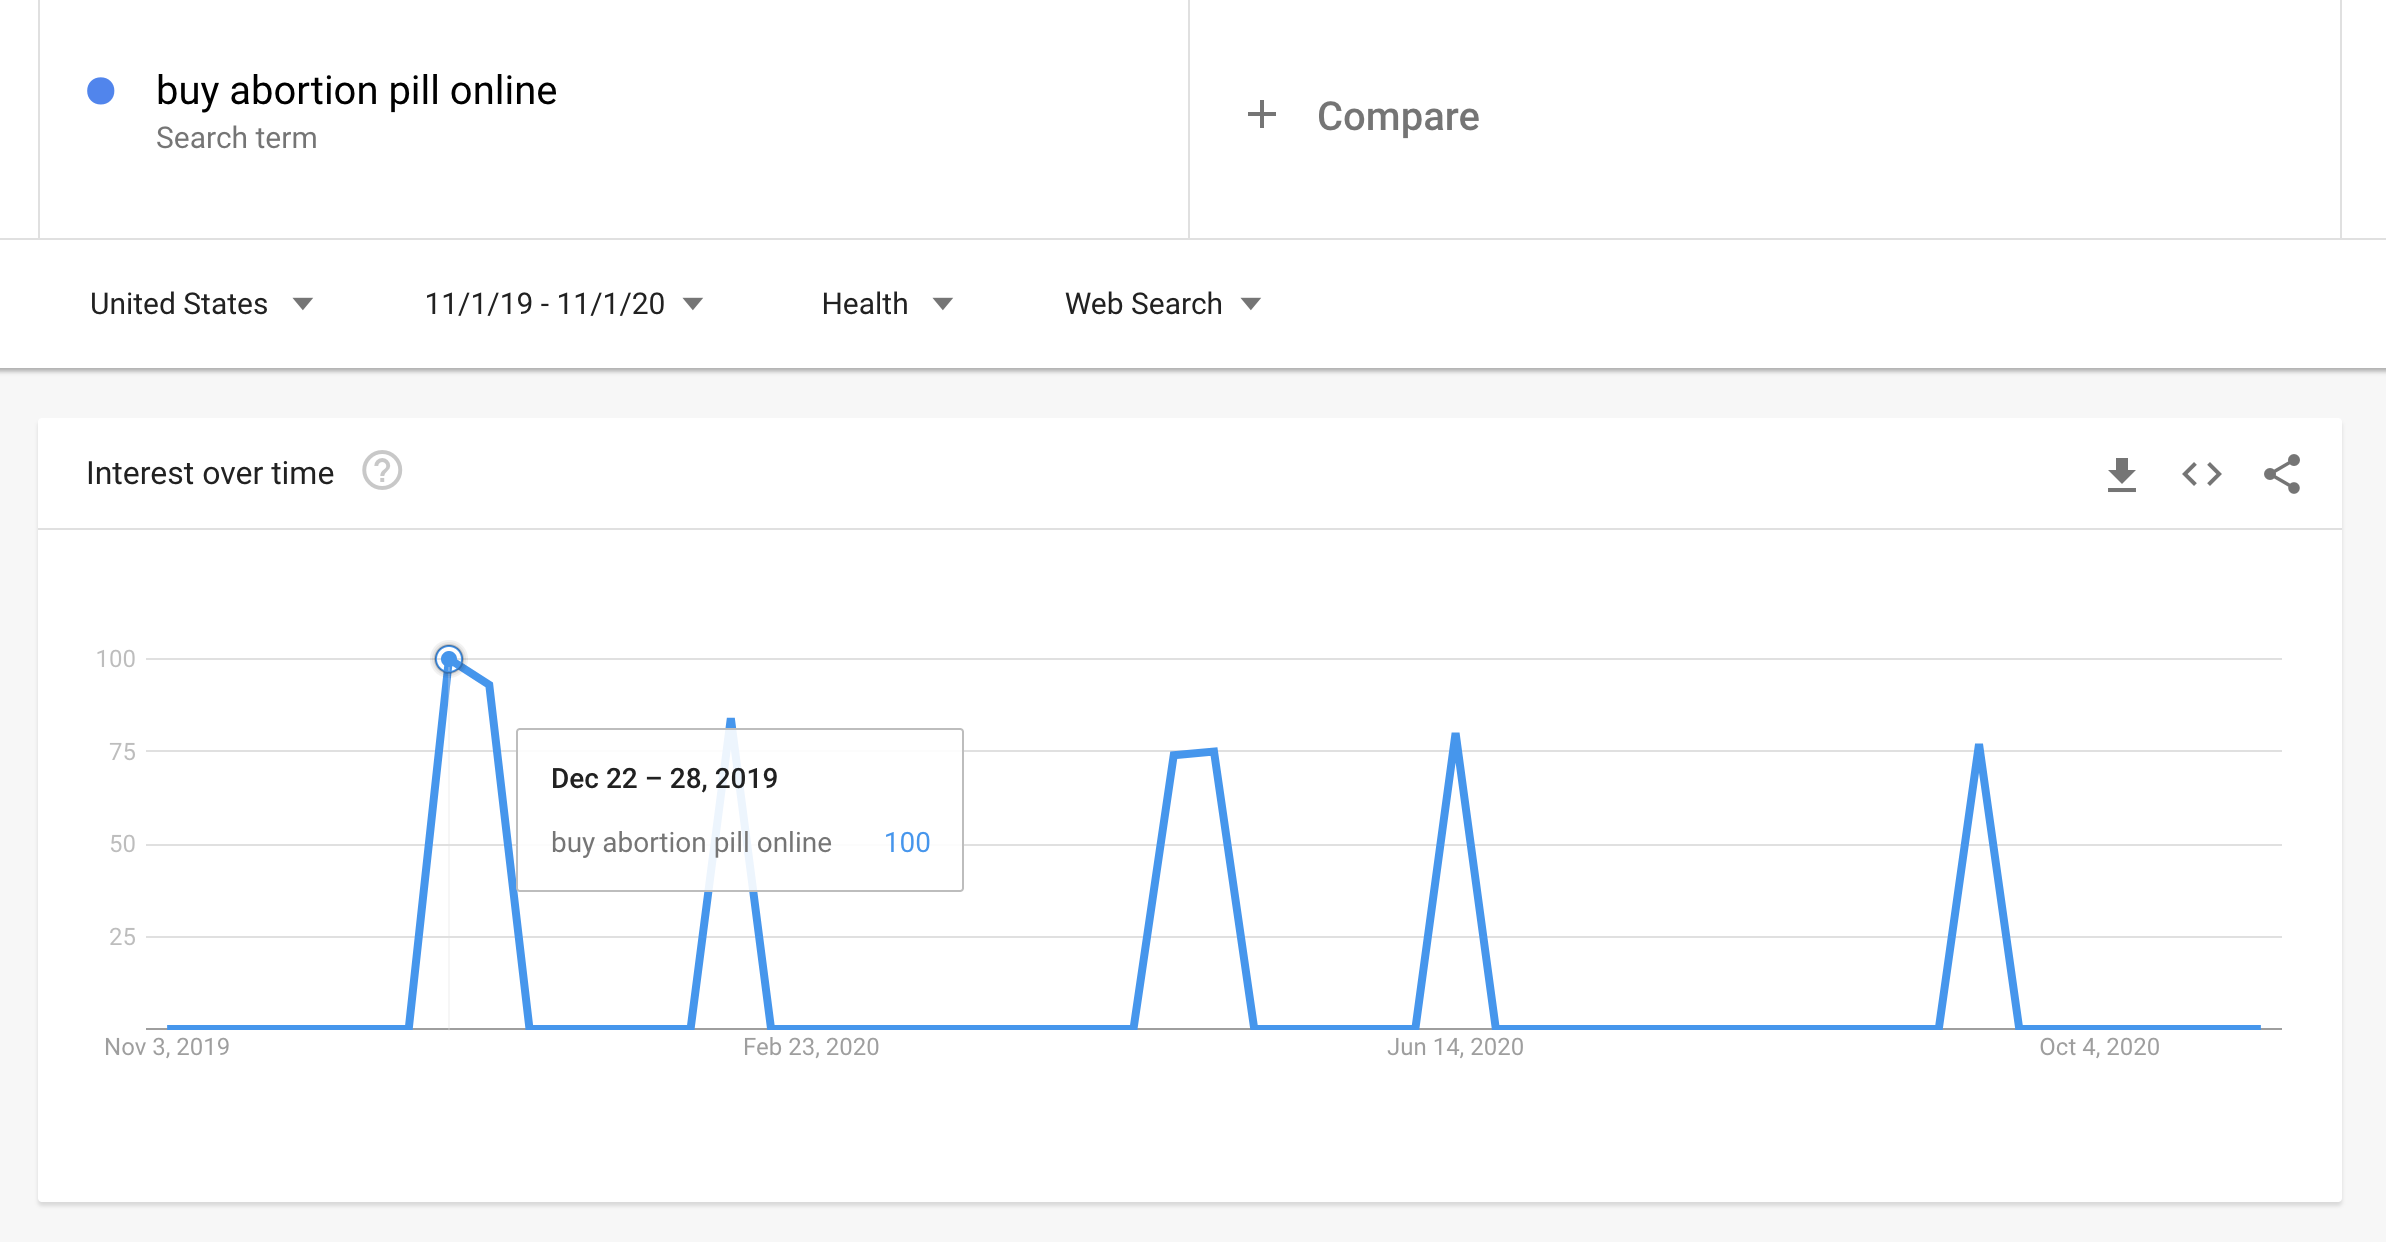 buy abortion pill online
Search term
+ Compare
United States
11/1/19 - 11/1/20
Health
Web Search
Interest over time ?
100
75
50
25
Dec 22 – 28, 2019
buy abortion pill online 100
Nov 3, 2019
Feb 23, 2020
Jun 14, 2020
Oct 4, 2020